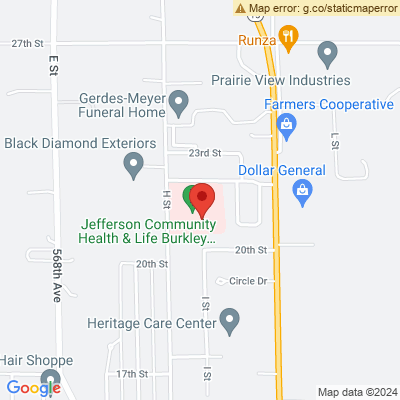 Map error: g.co/staticmaperror
27th St
E St
15
Runza
Prairie View Industries
Gerdes-Meyer
Funeral Home
Farmers Cooperative
L St
Black Diamond Exteriors
23rd St
Dollar General
H St
Jefferson Community
Health & Life Burkley...
568th Ave
20th St
20th St
Circle Dr
I St
Heritage Care Center
Hair Shoppe
17th St
I St
Google
Map data ©2024